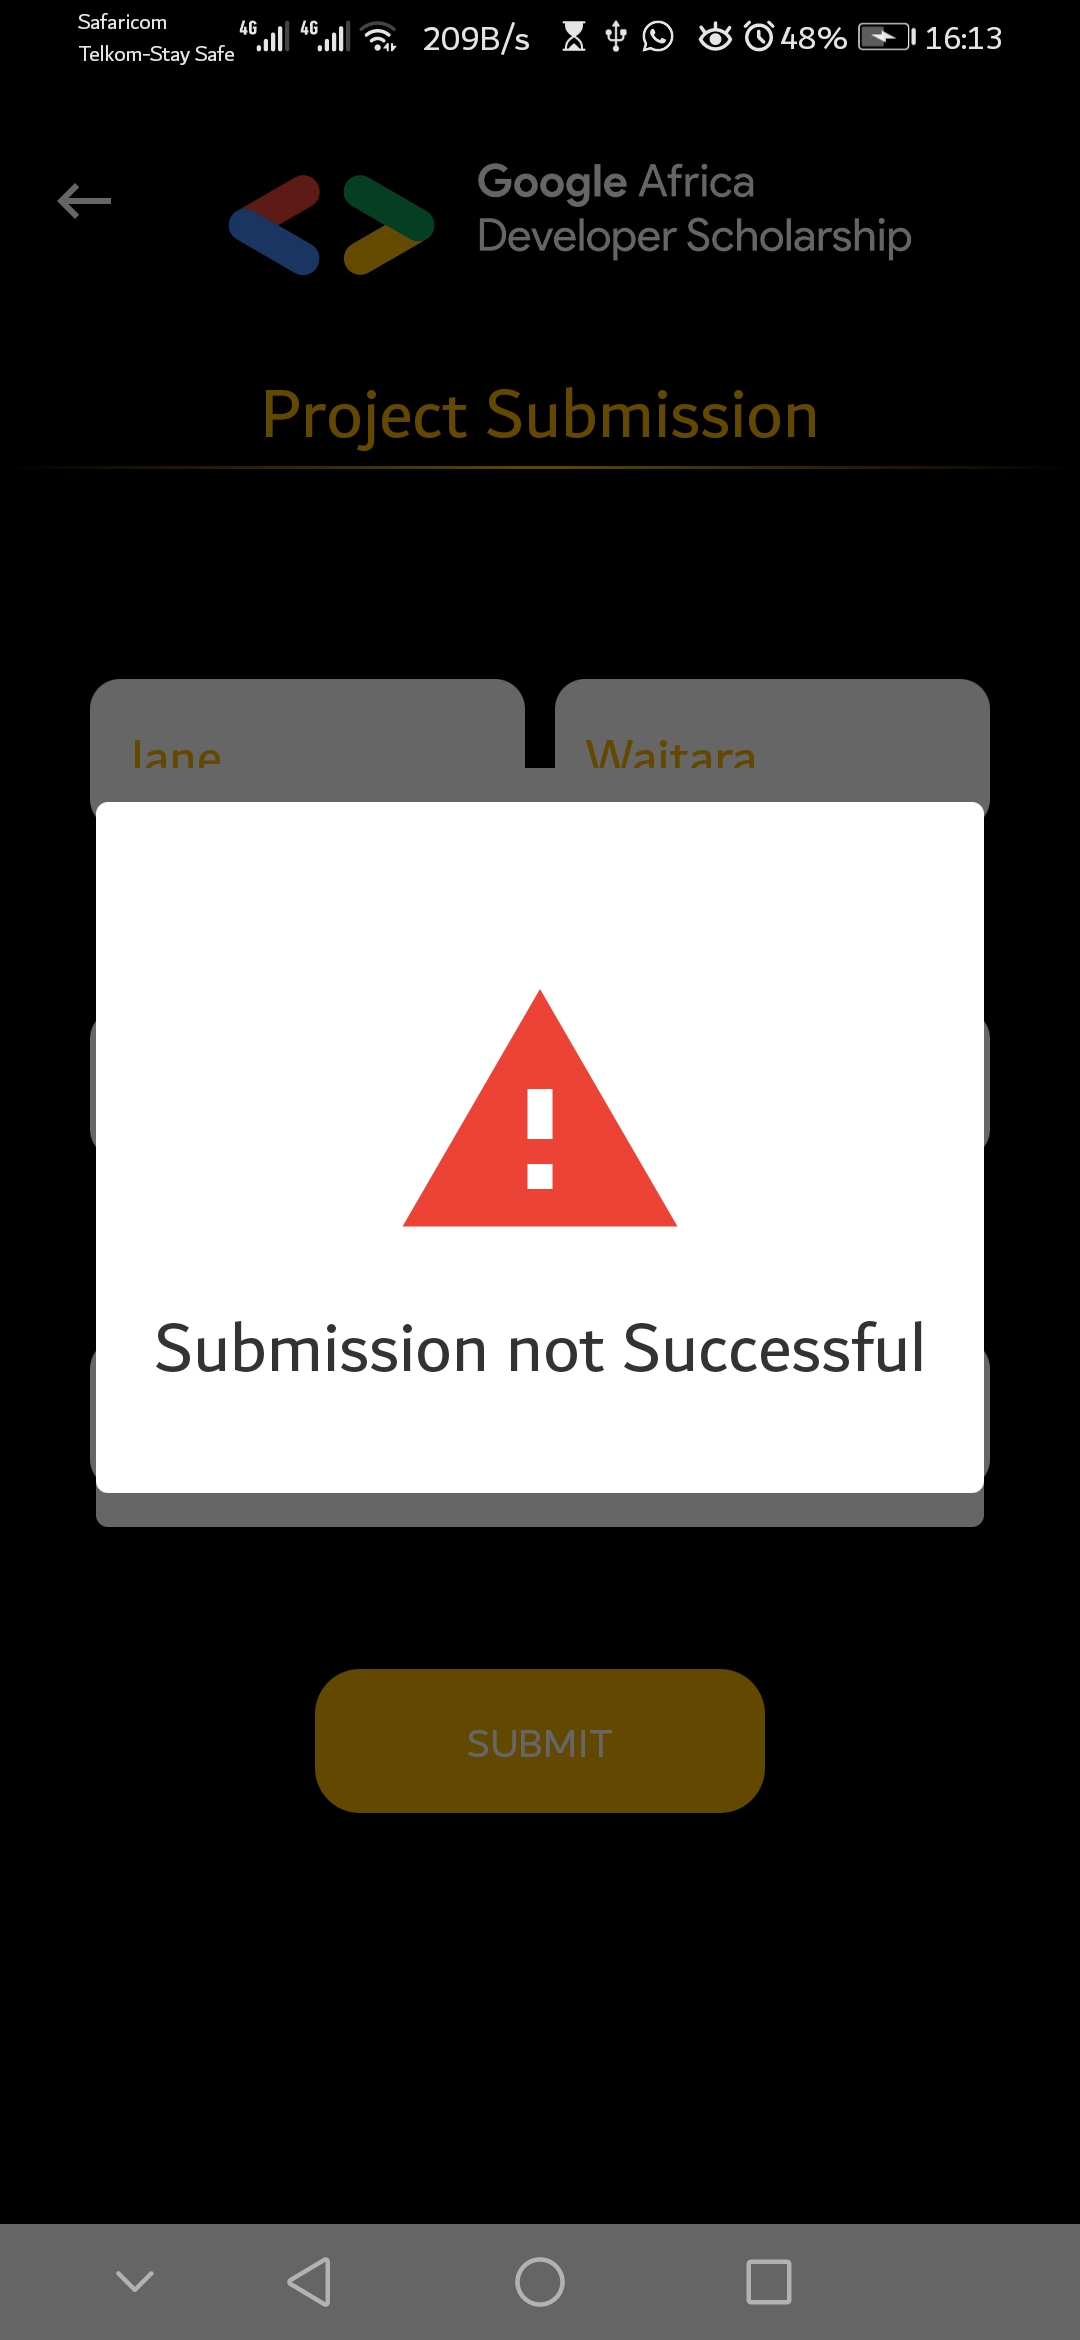 Safaricom
Telkom-Stay Safe
4G 4G 209B/s 48% 16:13
Google Africa
Developer Scholarship
Project Submission
Jane Waitara
Submission not Successful
SUBMIT